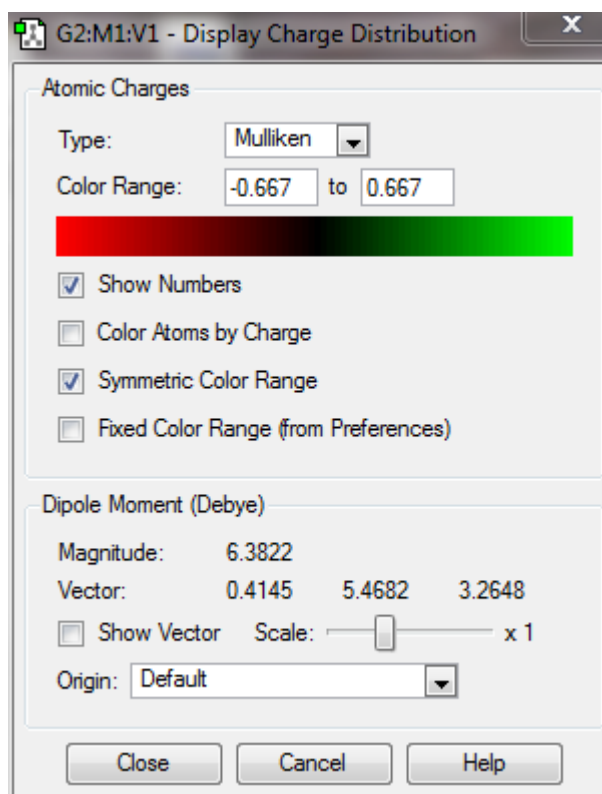 G2:M1:V1 - Display Charge Distribution
Atomic Charges
Type: Mulliken
Color Range: -0.667 to 0.667
Show Numbers
Color Atoms by Charge
Symmetric Color Range
Fixed Color Range (from Preferences)
Dipole Moment (Debye)
Magnitude: 6.3822
Vector: 0.4145 5.4682 3.2648
Show Vector Scale: x 1
Origin: Default
Close Cancel Help